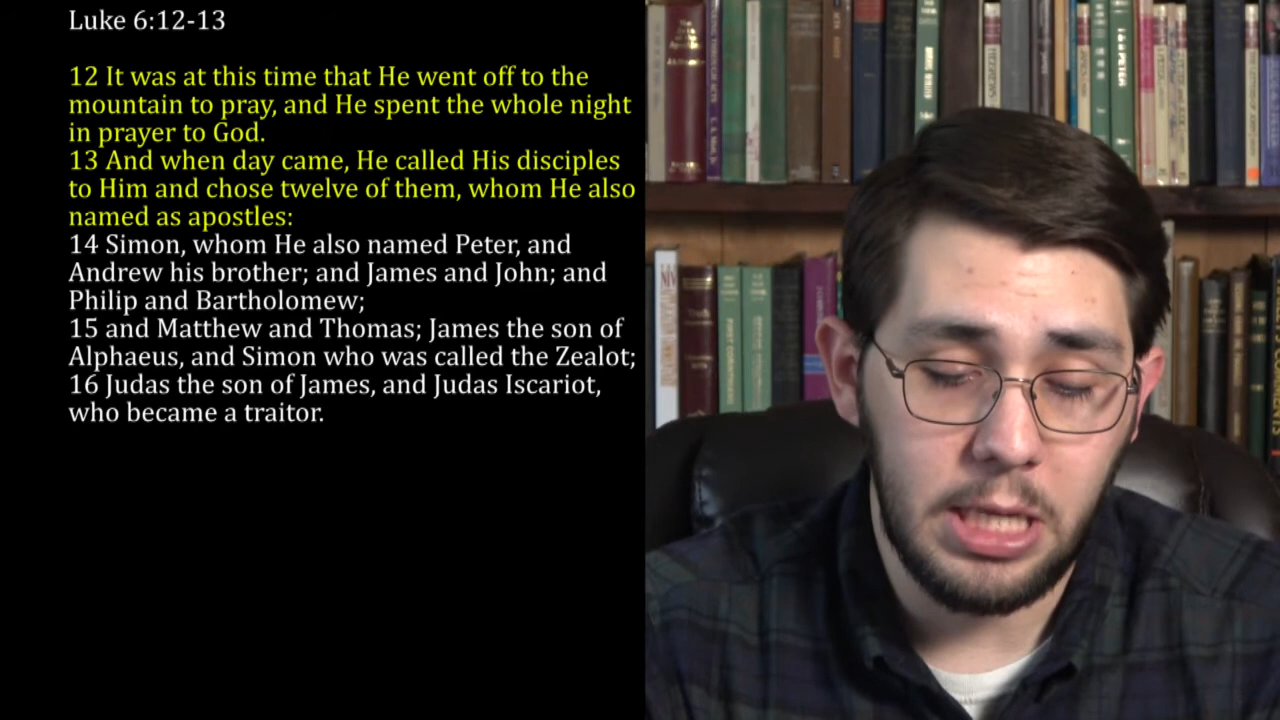 Luke 6:12-13
12 It was at this time that He went off to the
mountain to pray, and He spent the whole night
in prayer to God.
13 And when day came, He called His disciples
to Him and chose twelve of them, whom He also
named as apostles:
14 Simon, whom He also named Peter, and
Andrew his brother; and James and John; and
Philip and Bartholomew;
15 and Matthew and Thomas; James the son of
Alphaeus, and Simon who was called the Zealot;
16 Judas the son of James, and Judas Iscariot,
who became a traitor.
I & II PETER
FIRST CORINTHIANS